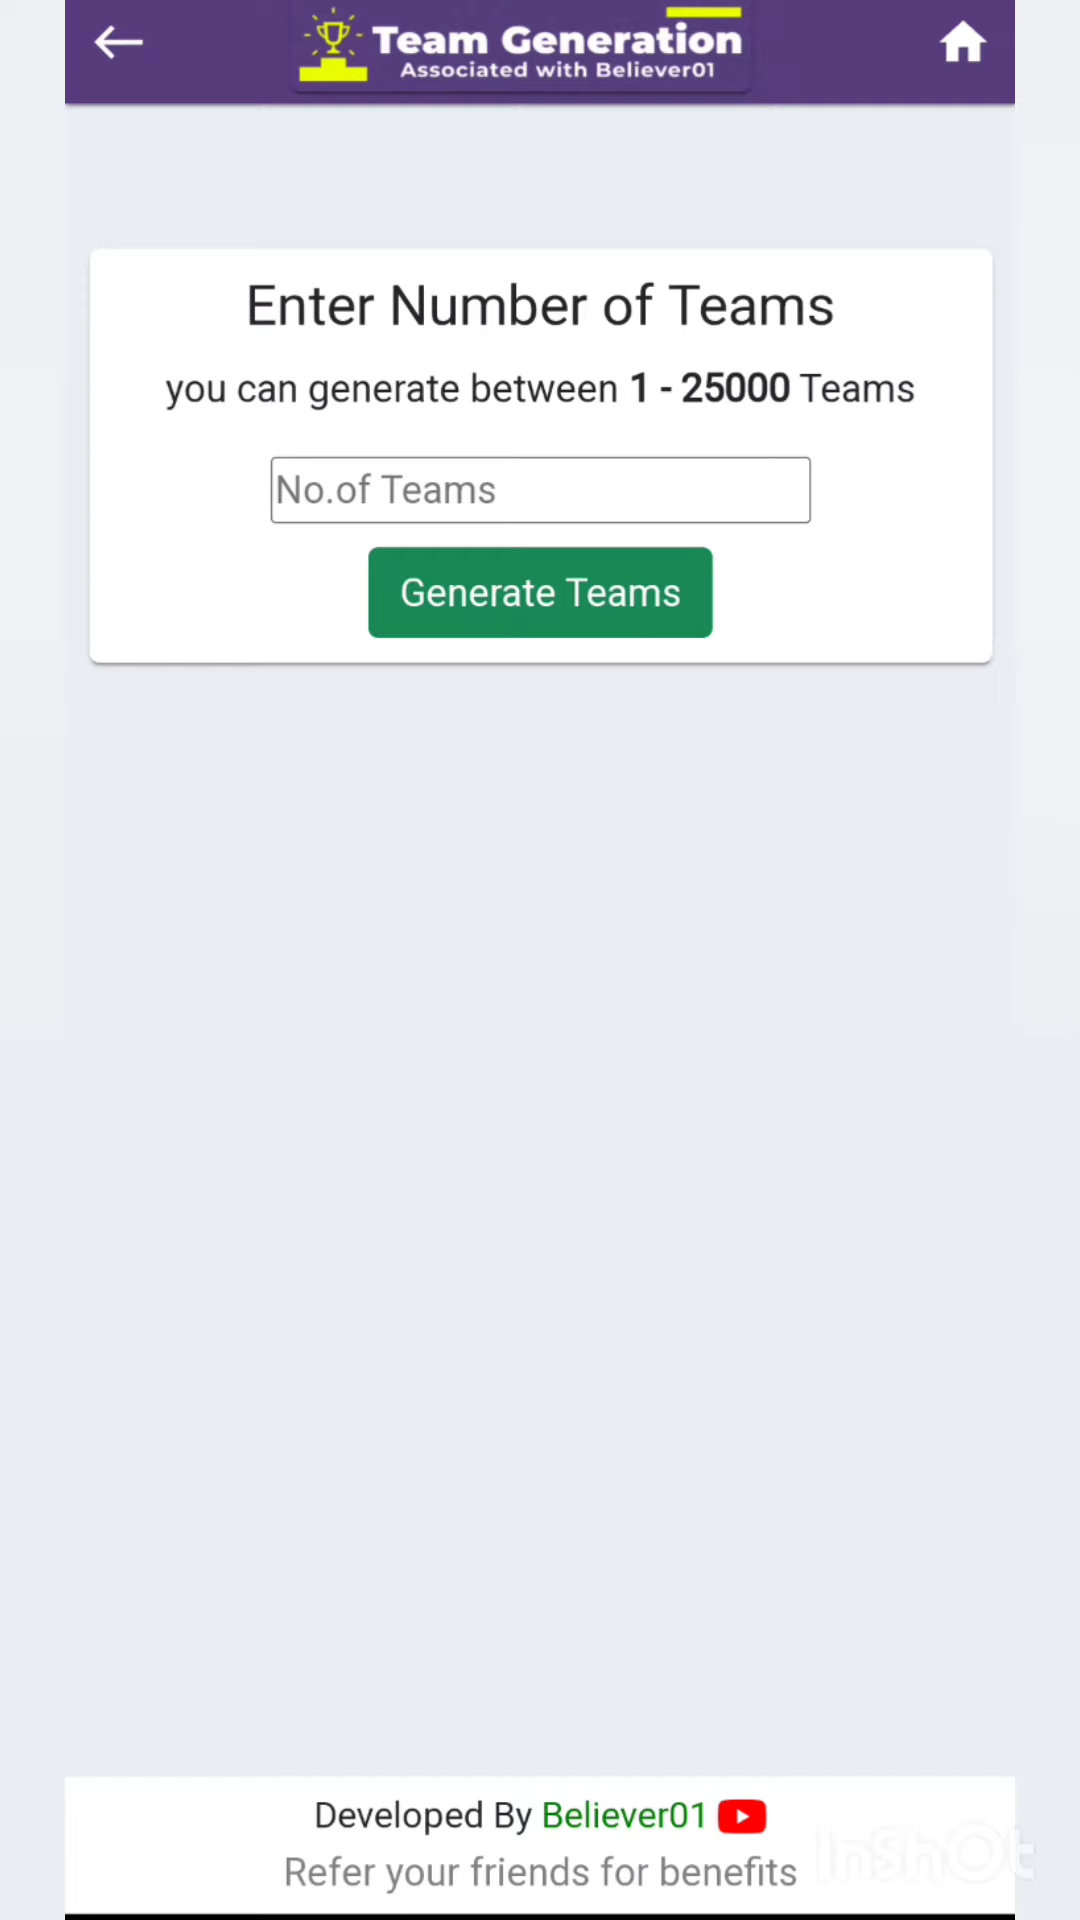 Team Generation
Associated with Believer01
Enter Number of Teams
you can generate between 1 - 25000 Teams
No.of Teams
Generate Teams
Developed By Believer01
Refer your friends for benefits
InShOt